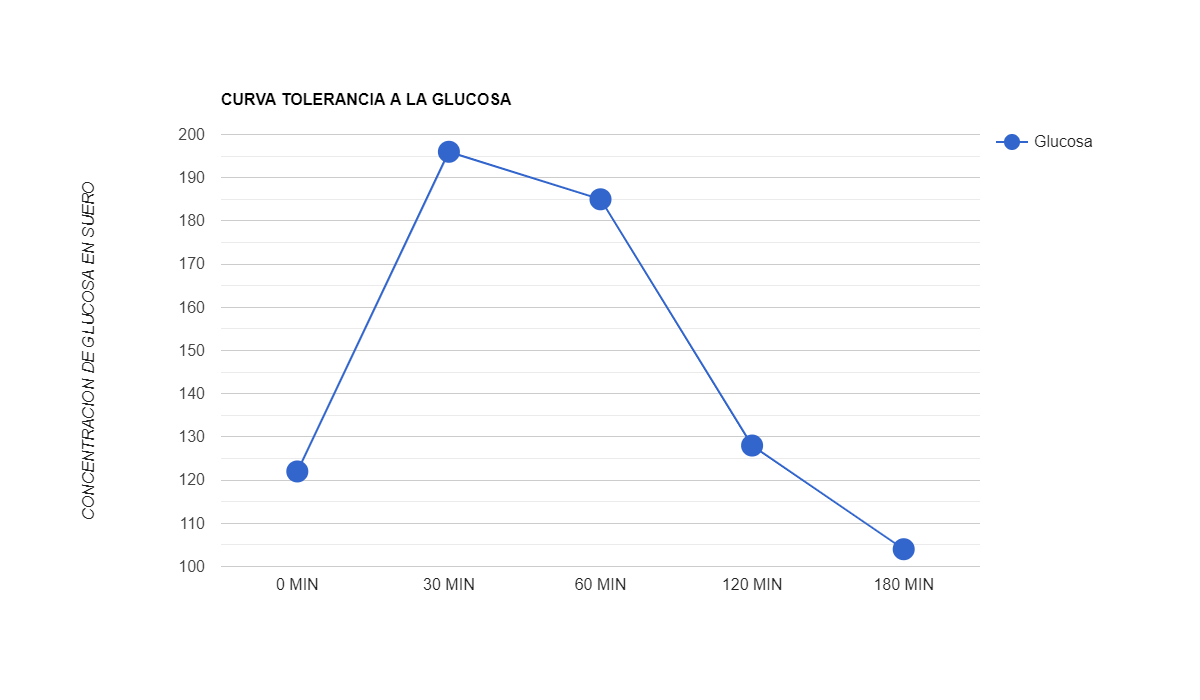 CURVA TOLERANCIA A LA GLUCOSA
Glucosa
CONCENTRACION DE GLUCOSA EN SUERO
200
190
180
170
160
150
140
130
120
110
100
0 MIN
30 MIN
60 MIN
120 MIN
180 MIN